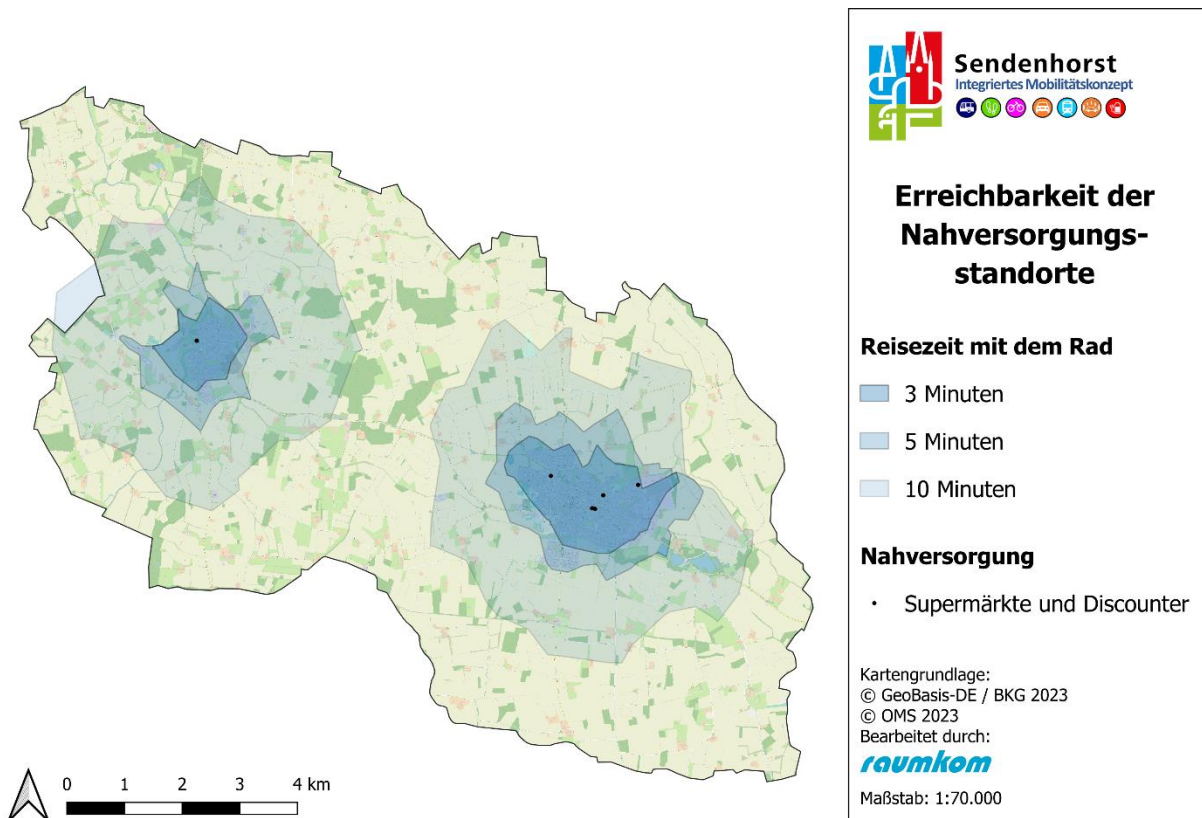 Sendenhorst
Integriertes Mobilitätskonzept
Erreichbarkeit der
Nahversorgungs-
standorte
Reisezeit mit dem Rad
3 Minuten
5 Minuten
10 Minuten
Nahversorgung
Supermärkte und Discounter
Kartengrundlage:
© GeoBasis-DE / BKG 2023
© OMS 2023
Bearbeitet durch:
raumkom
Maßstab: 1:70.000
0 1 2 3 4 km